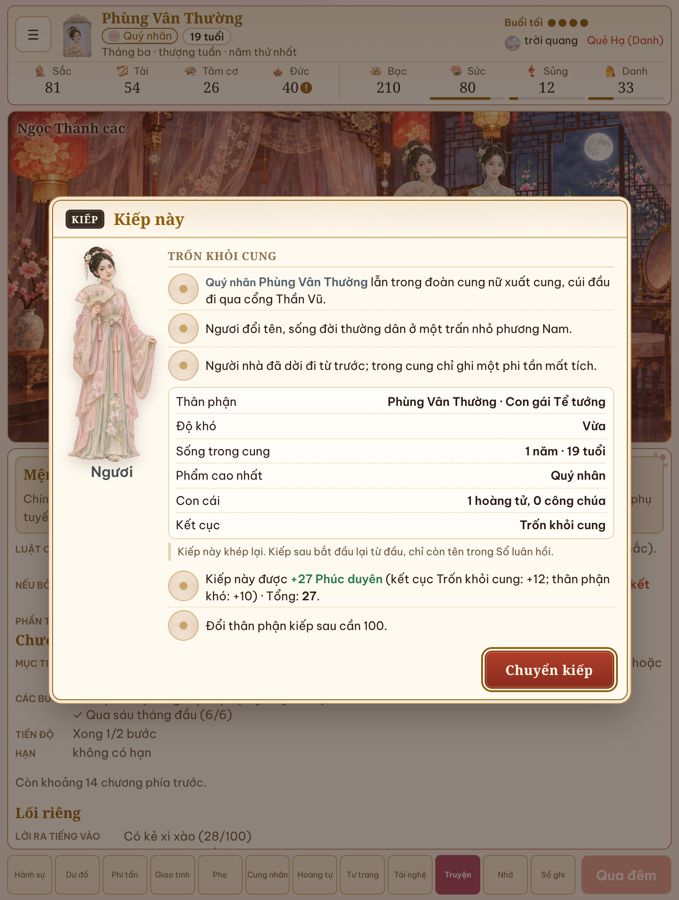 ☰
Phùng Vân Thường
Quý nhân 19 tuổi
Tháng ba · thượng tuần · năm thứ nhất
Buổi tối
trời quang Quẻ Hạ (Danh)
Sắc Tài Tâm cơ Đức Bạc Sức Sủng Danh
81 54 26 40 ! 210 80 12 33
Ngọc Thanh các
KIẾP Kiếp này
TRỐN KHỎI CUNG
Quý nhân Phùng Vân Thường lẫn trong đoàn cung nữ xuất cung, cúi đầu
đi qua cổng Thần Vũ.
Ngươi đổi tên, sống đời thường dân ở một trấn nhỏ phương Nam.
Người nhà đã dời đi từ trước; trong cung chỉ ghi một phi tần mất tích.
Ngươi
Thân phận Phùng Vân Thường · Con gái Tể tướng
Độ khó Vừa
Sống trong cung 1 năm · 19 tuổi
Phẩm cao nhất Quý nhân
Con cái 1 hoàng tử, 0 công chúa
Kết cục Trốn khỏi cung
Kiếp này khép lại. Kiếp sau bắt đầu lại từ đầu, chỉ còn tên trong Sổ luân hồi.
Kiếp này được +27 Phúc duyên (kết cục Trốn khỏi cung: +12; thân phận
khó: +10) · Tổng: 27.
Đổi thân phận kiếp sau cần 100.
Chuyển kiếp
phụ
LUẬT
ắc).
NẾU
kết
PHẦN
MỤC
hoặc
CÁC
✓ Qua sáu tháng đầu (6/6)
TIẾN ĐỘ Xong 1/2 bước
HẠN không có hạn
Còn khoảng 14 chương phía trước.
Lối riêng
LỜI RA TIẾNG VÀO Có kẻ xì xào (28/100)
Hành sự Dư đồ Phi tần Giao tình Phe Cung nhân Hoàng tự Tư trang Tài nghệ Truyện Nhờ Sổ ghi Qua đêm